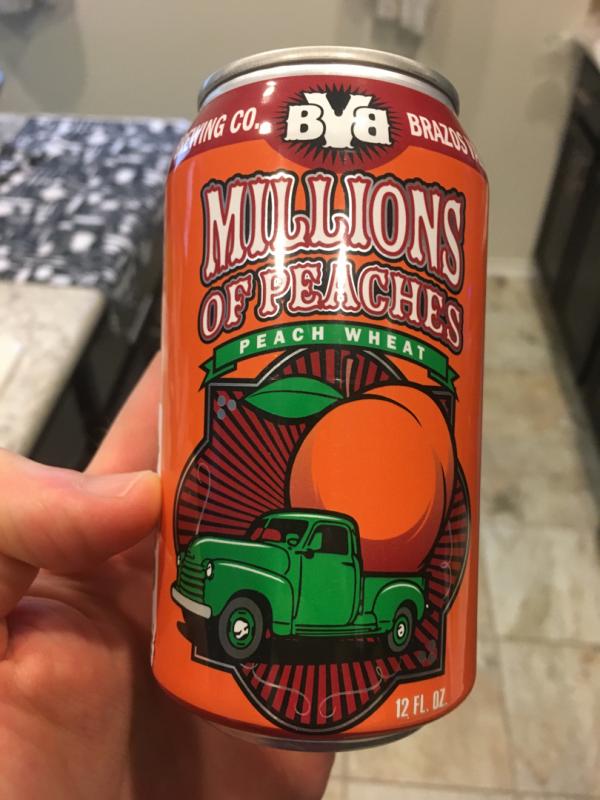 WING CO. BVB BRAZOS
MILLIONS
OF PEACHES
PEACH WHEAT
12 FL. OZ.